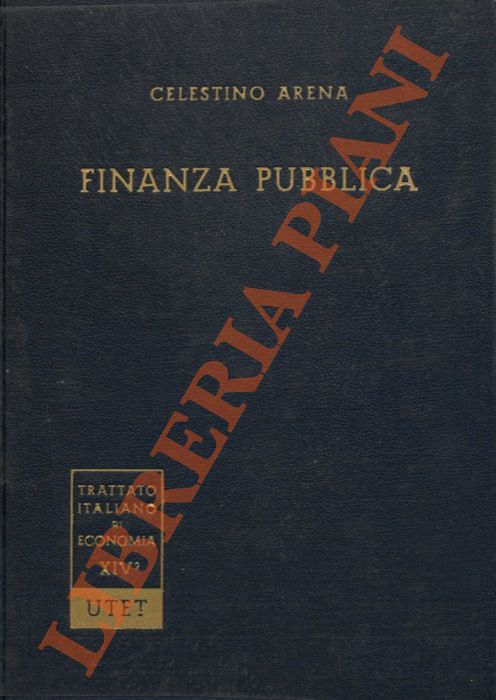 CELESTINO ARENA
FINANZA PUBBLICA
TRATTATO
ITALIANO
DI
ECONOMIA
XIV²
UTET
LIBRERIA PIANI